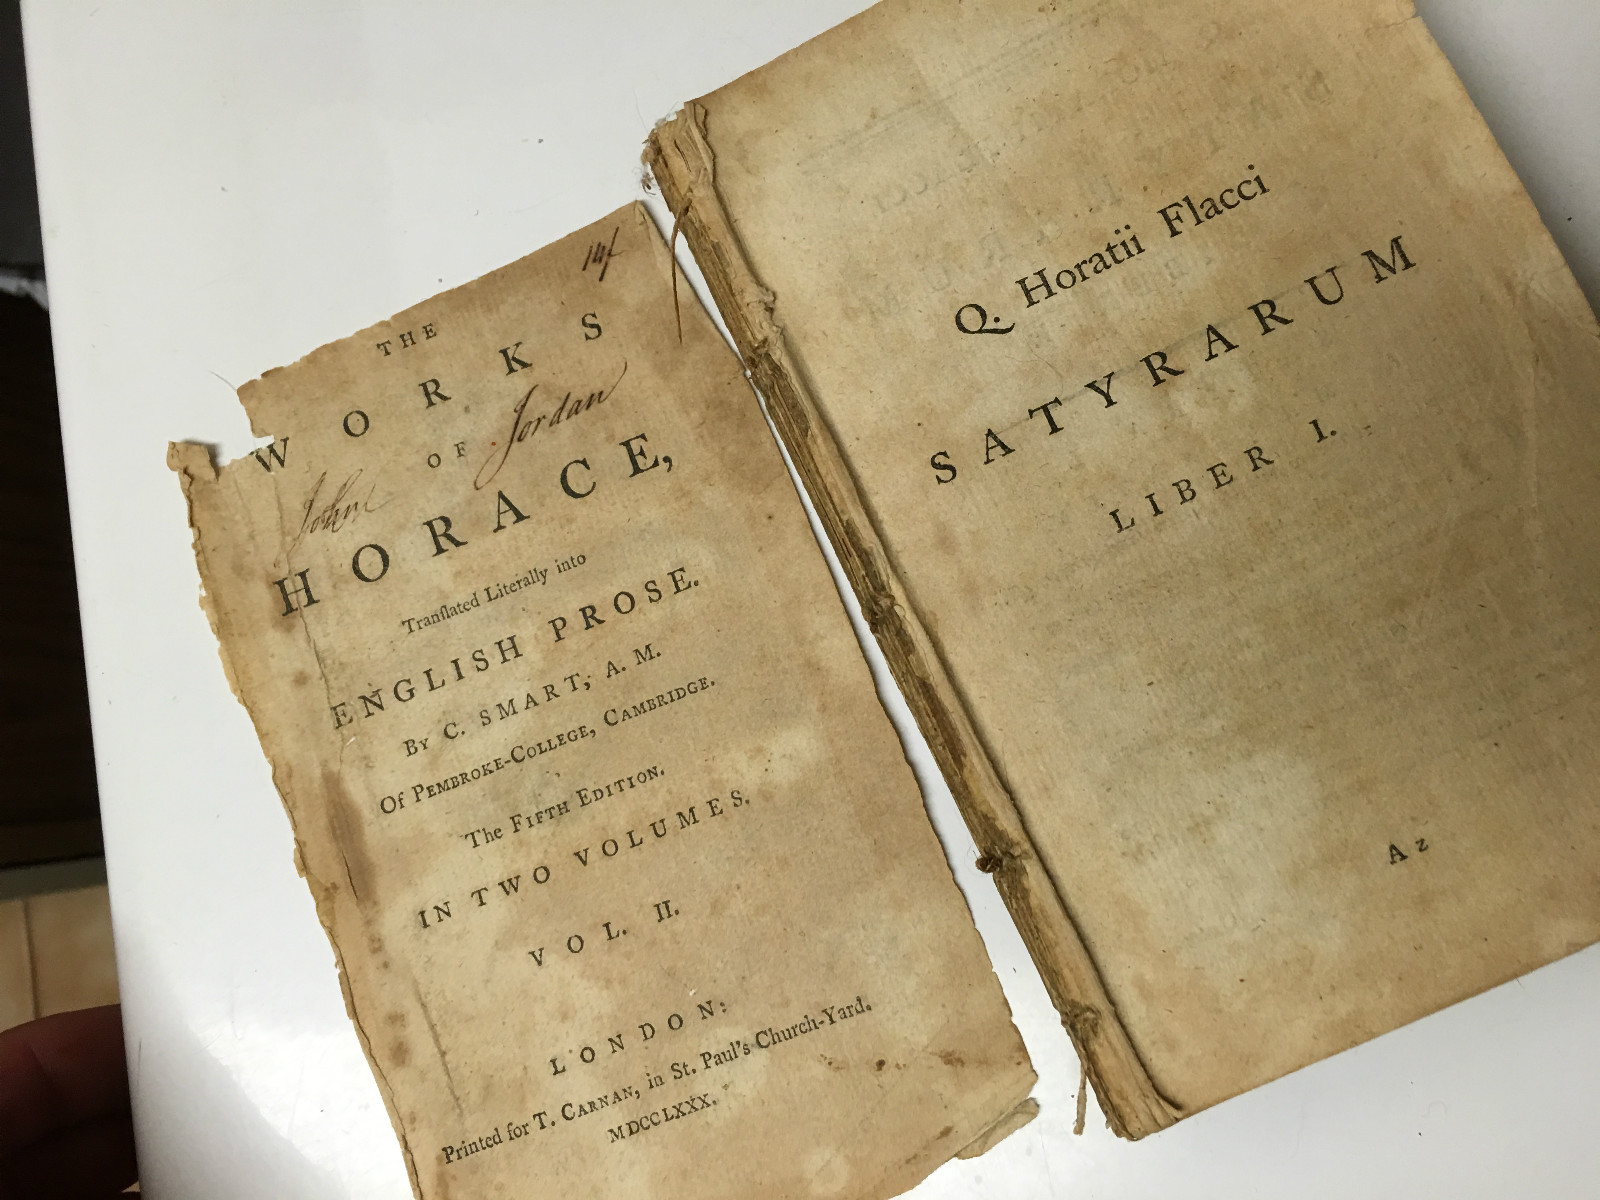 14/
THE
WORKS
OF
John Jordan
HORACE,
Tranſlated Literally into
ENGLISH PROSE.
By C. SMART, A. M.
Of PEMBROKE-COLLEGE, CAMBRIDGE.
The FIFTH EDITION.
IN TWO VOLUMES.
VOL. II.
LONDON:
Printed for T. CARNAN, in St. Paul's Church-Yard.
MDCCLXXX.
Q. Horatii Flacci
SATYRARUM
LIBER I.
A 2